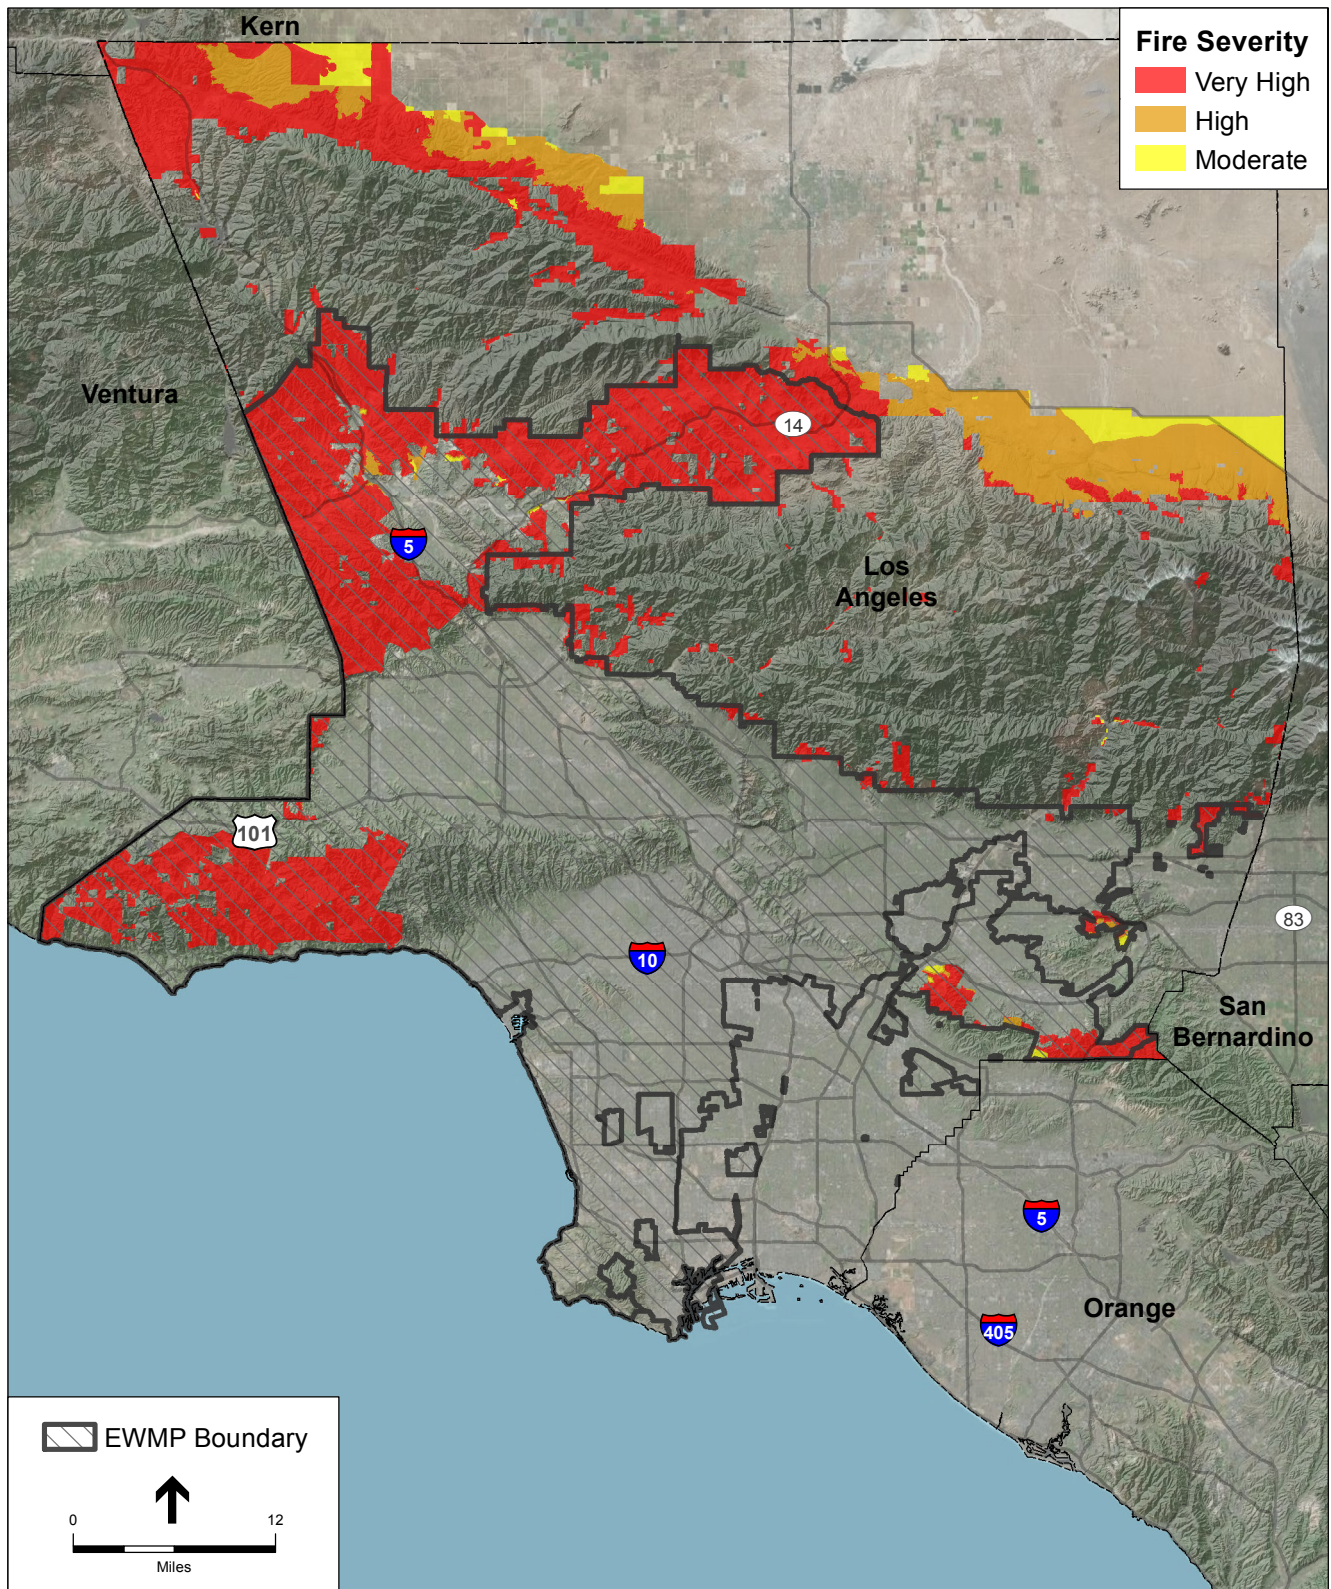 Kern
Fire Severity
Very High
High
Moderate
Ventura
14
5
Los
Angeles
101
83
10
San
Bernardino
5
Orange
405
EWMP Boundary
0 12
Miles